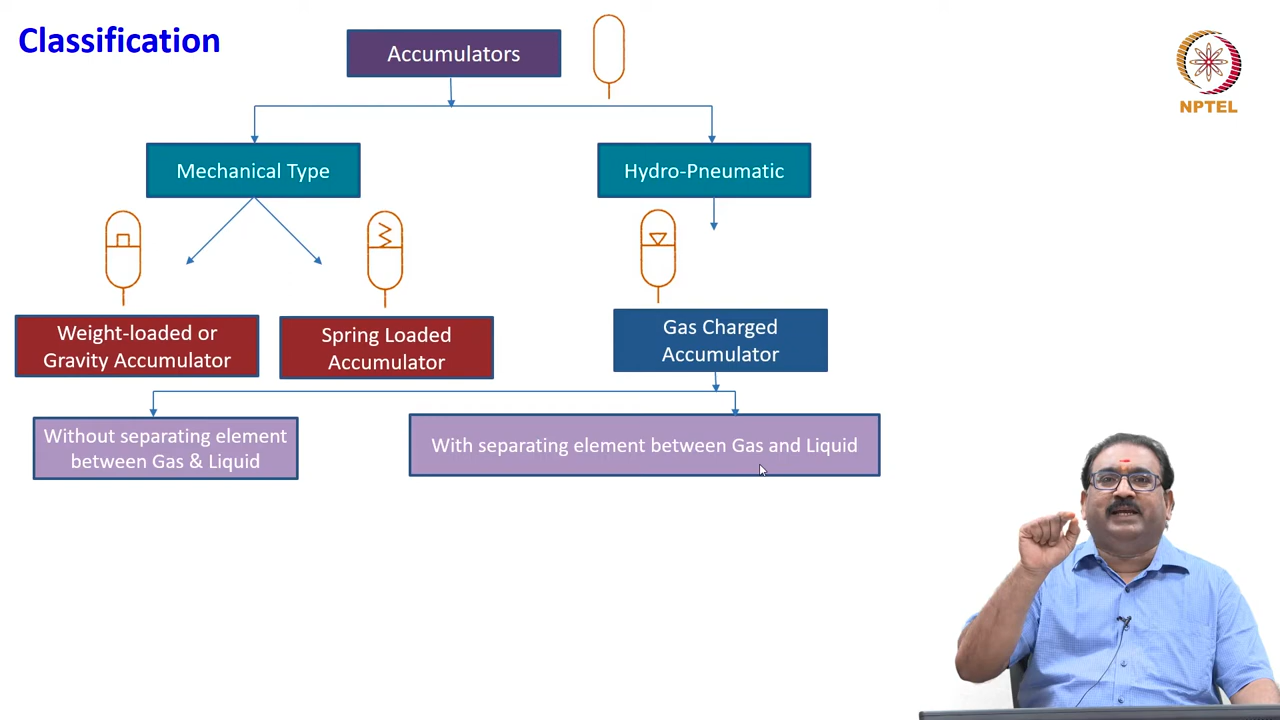 Classification
Accumulators
NPTEL
Mechanical Type
Hydro-Pneumatic
Weight-loaded or
Gravity Accumulator
Spring Loaded
Accumulator
Gas Charged
Accumulator
Without separating element
between Gas & Liquid
With separating element between Gas and Liquid